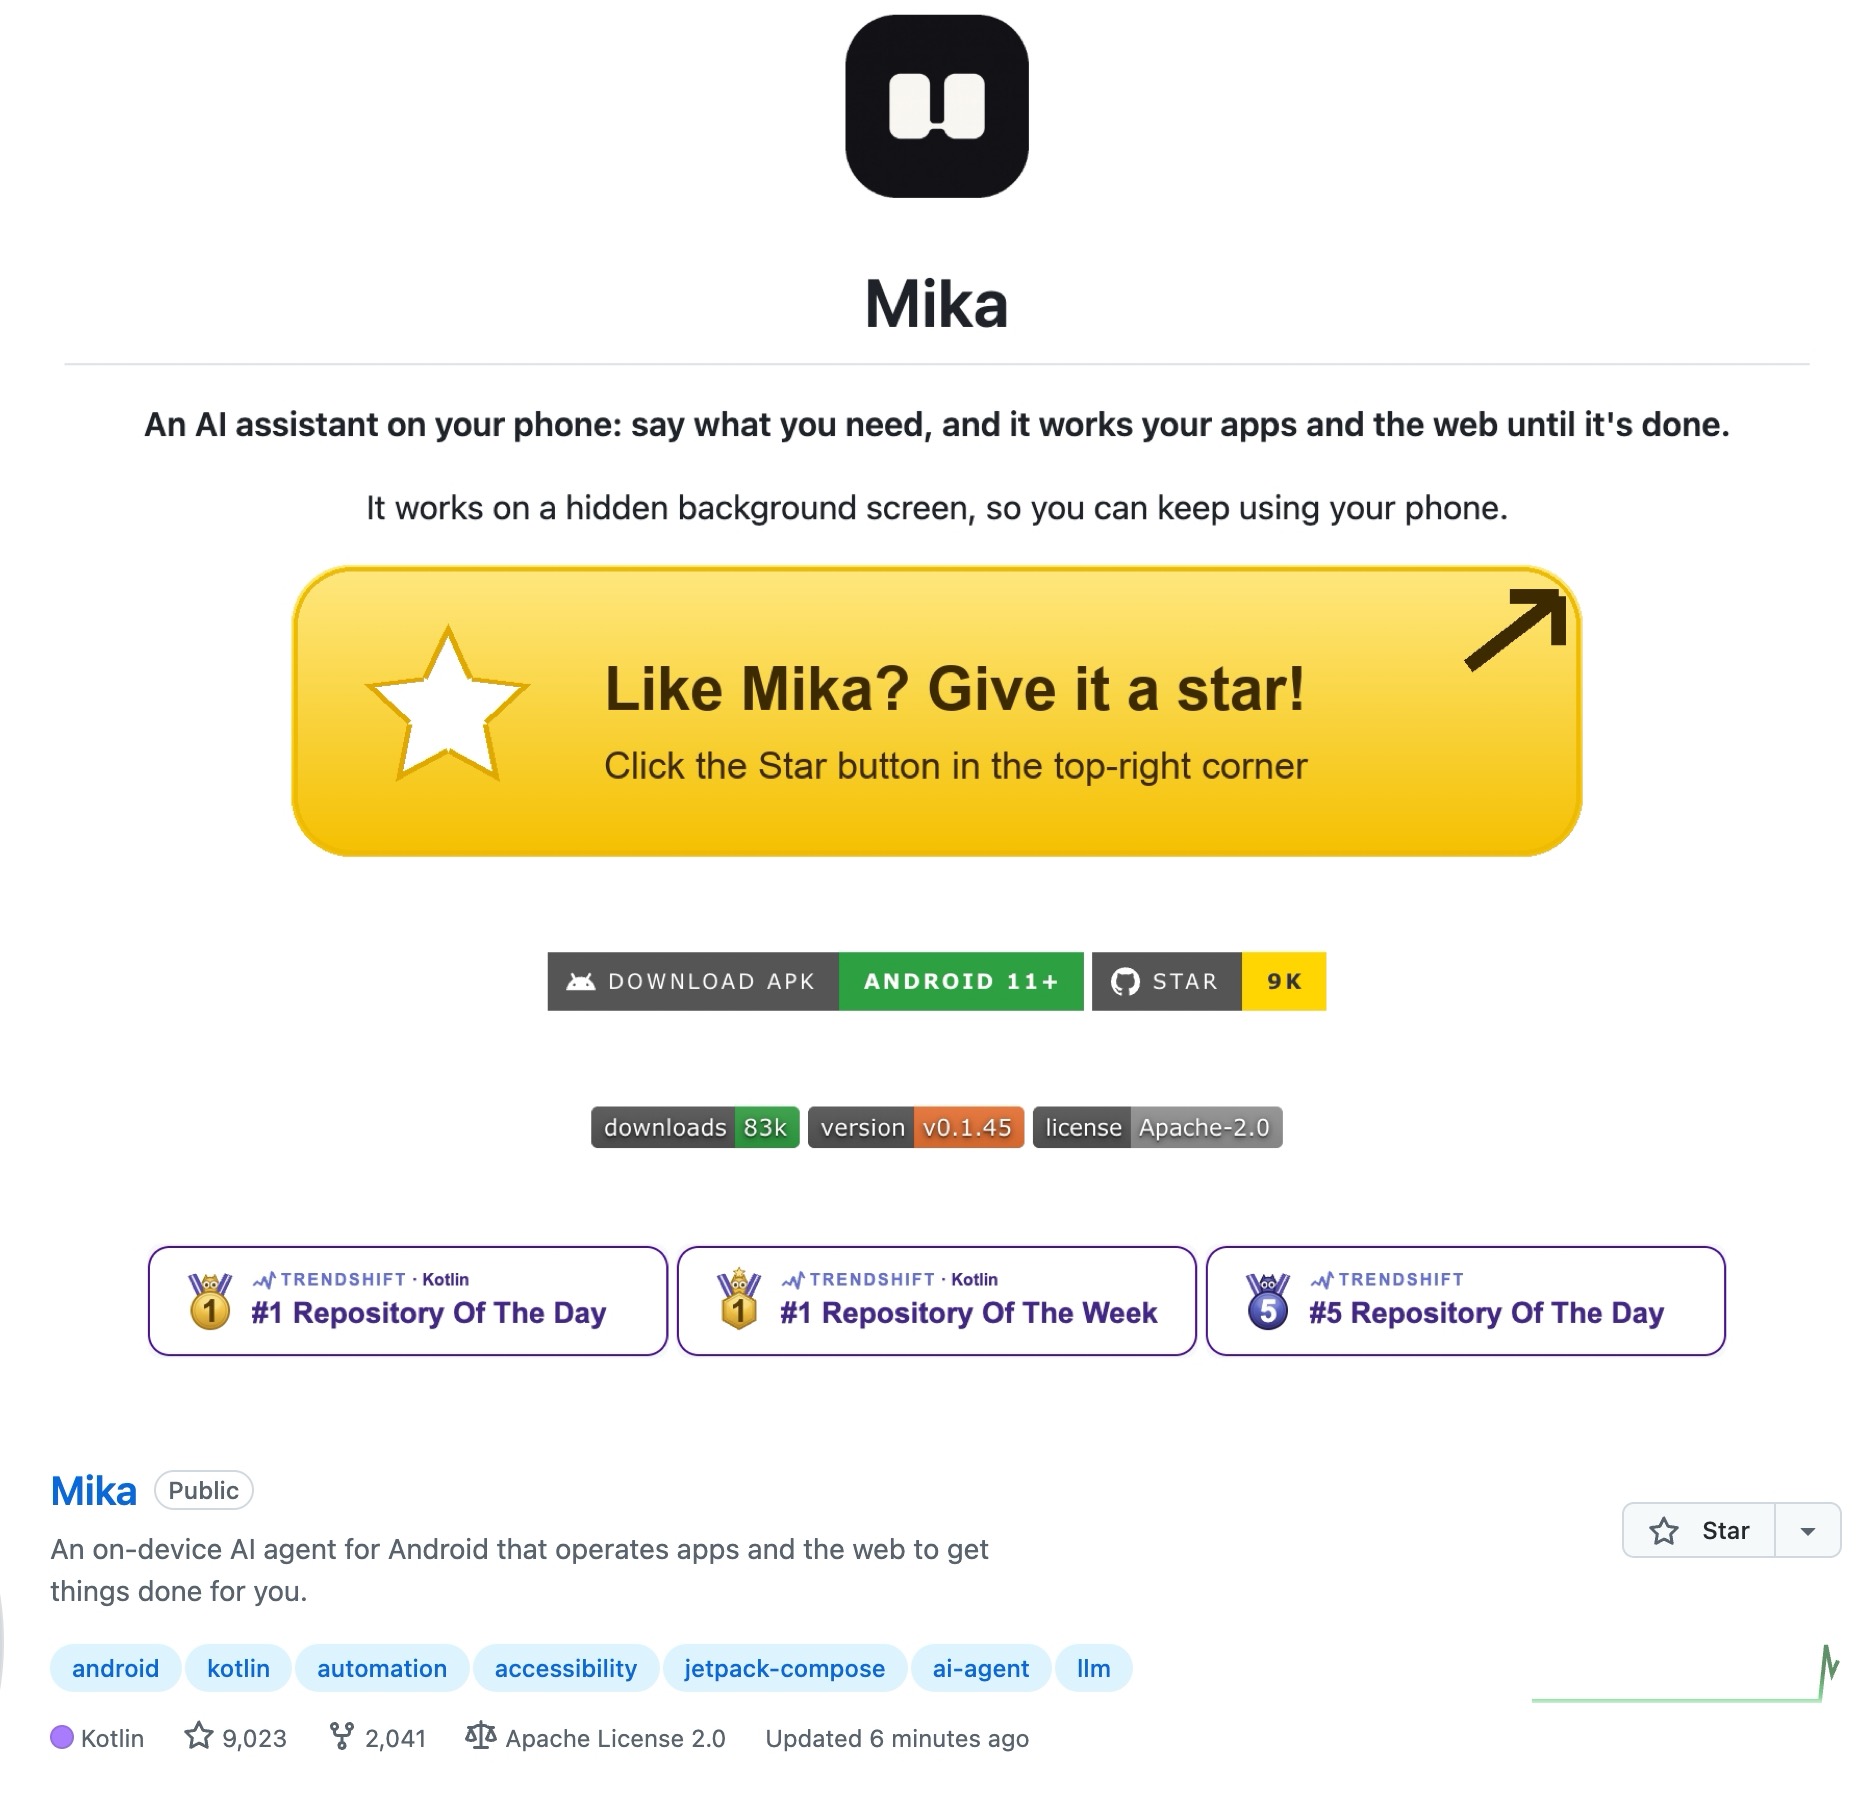 Mika
An AI assistant on your phone: say what you need, and it works your apps and the web until it's done.
It works on a hidden background screen, so you can keep using your phone.
Like Mika? Give it a star!
Click the Star button in the top-right corner
DOWNLOAD APK ANDROID 11+ STAR 9K
downloads 83k version v0.1.45 license Apache-2.0
1 TRENDSHIFT · Kotlin
#1 Repository Of The Day
1 TRENDSHIFT · Kotlin
#1 Repository Of The Week
5 TRENDSHIFT
#5 Repository Of The Day
Mika Public
Star
An on-device AI agent for Android that operates apps and the web to get
things done for you.
android kotlin automation accessibility jetpack-compose ai-agent llm
Kotlin 9,023 2,041 Apache License 2.0 Updated 6 minutes ago